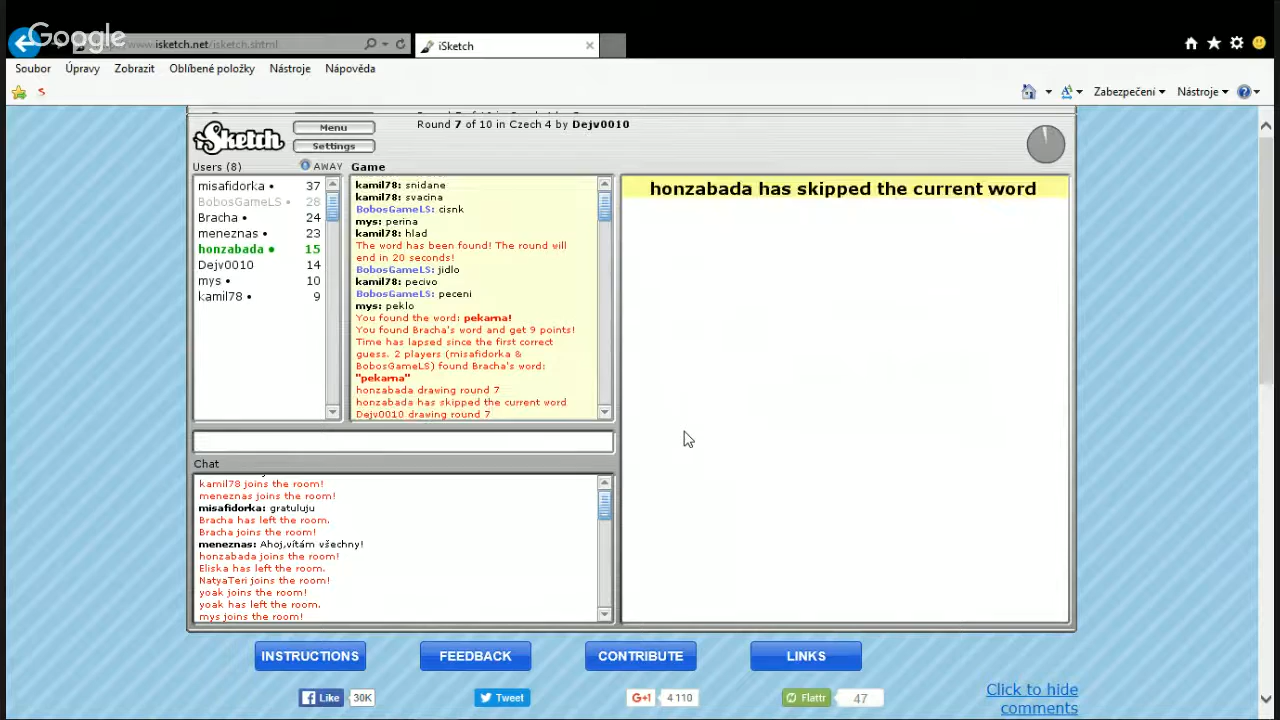 Google
www.isketch.net/isketch.shtml
iSketch
Soubor Úpravy Zobrazit Oblíbené položky Nástroje Nápověda
S
Zabezpečení Nástroje
iSketch
Menu
Settings
Round 7 of 10 in Czech 4 by Dejv0010
Users (8) AWAY
misafidorka • 37
BobosGameLS • 28
Bracha • 24
meneznas • 23
honzabada • 15
Dejv0010 14
mys • 10
kamil78 • 9
Game
kamil78: snidane
kamil78: svacina
BobosGameLS: cisnk
mys: perina
kamil78: hlad
The word has been found! The round will
end in 20 seconds!
BobosGameLS: jidlo
kamil78: pecivo
BobosGameLS: peceni
mys: peklo
You found the word: pekarna!
You found Bracha's word and get 9 points!
Time has lapsed since the first correct
guess. 2 players (misafidorka &
BobosGameLS) found Bracha's word:
"pekarna"
honzabada drawing round 7
honzabada has skipped the current word
Dejv0010 drawing round 7
honzabada has skipped the current word
Chat
kamil78 joins the room!
meneznas joins the room!
misafidorka: gratuluju
Bracha has left the room.
Bracha joins the room!
meneznas: Ahoj,vítám všechny!
honzabada joins the room!
Eliska has left the room.
NatyaTeri joins the room!
yoak joins the room!
yoak has left the room.
mys joins the room!
INSTRUCTIONS FEEDBACK CONTRIBUTE LINKS
Like 30K Tweet G+1 4 110 Flattr 47
Click to hide
comments